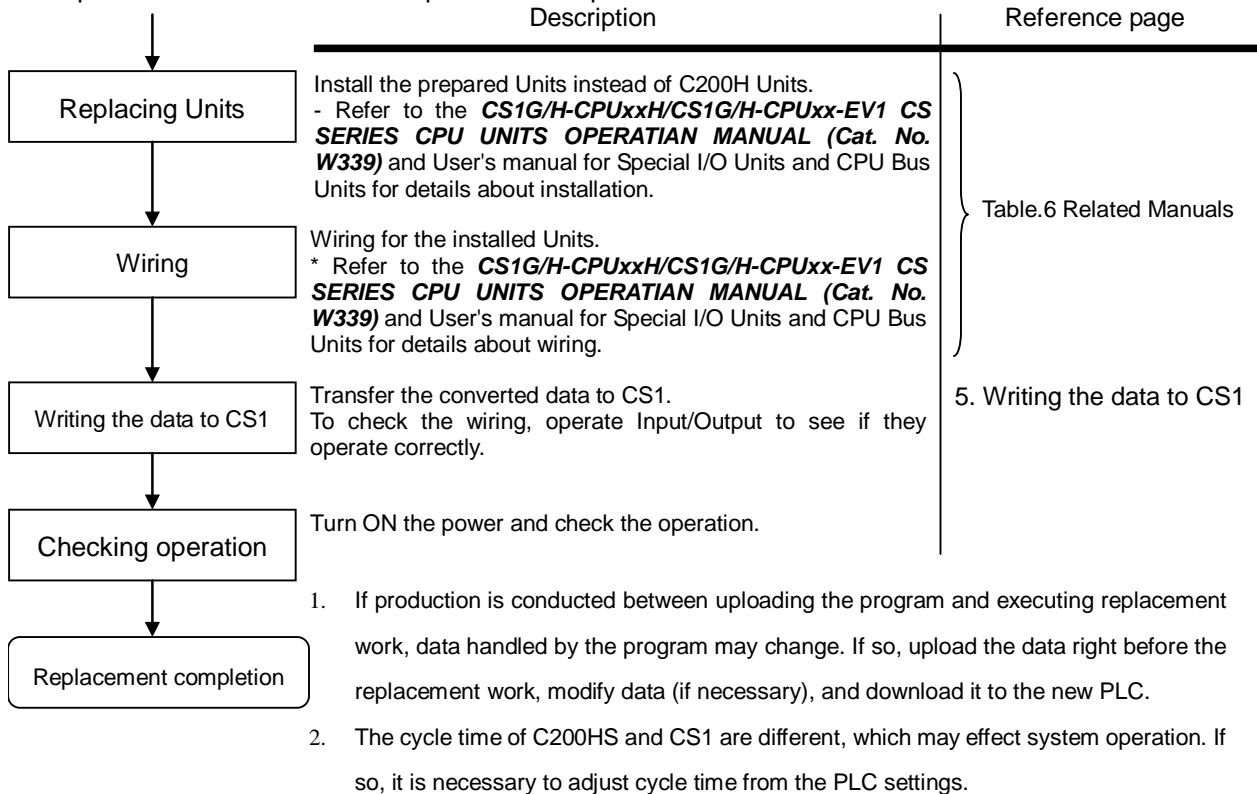 Description Reference page
Replacing Units
Install the prepared Units instead of C200H Units.
- Refer to the CS1G/H-CPUxxH/CS1G/H-CPUxx-EV1 CS
SERIES CPU UNITS OPERATIAN MANUAL (Cat. No.
W339) and User's manual for Special I/O Units and CPU Bus
Units for details about installation.
Table.6 Related Manuals
Wiring
Wiring for the installed Units.
* Refer to the CS1G/H-CPUxxH/CS1G/H-CPUxx-EV1 CS
SERIES CPU UNITS OPERATIAN MANUAL (Cat. No.
W339) and User's manual for Special I/O Units and CPU Bus
Units for details about wiring.
Writing the data to CS1
Transfer the converted data to CS1.
To check the wiring, operate Input/Output to see if they
operate correctly.
5. Writing the data to CS1
Checking operation
Turn ON the power and check the operation.
Replacement completion
1. If production is conducted between uploading the program and executing replacement
work, data handled by the program may change. If so, upload the data right before the
replacement work, modify data (if necessary), and download it to the new PLC.
2. The cycle time of C200HS and CS1 are different, which may effect system operation. If
so, it is necessary to adjust cycle time from the PLC settings.